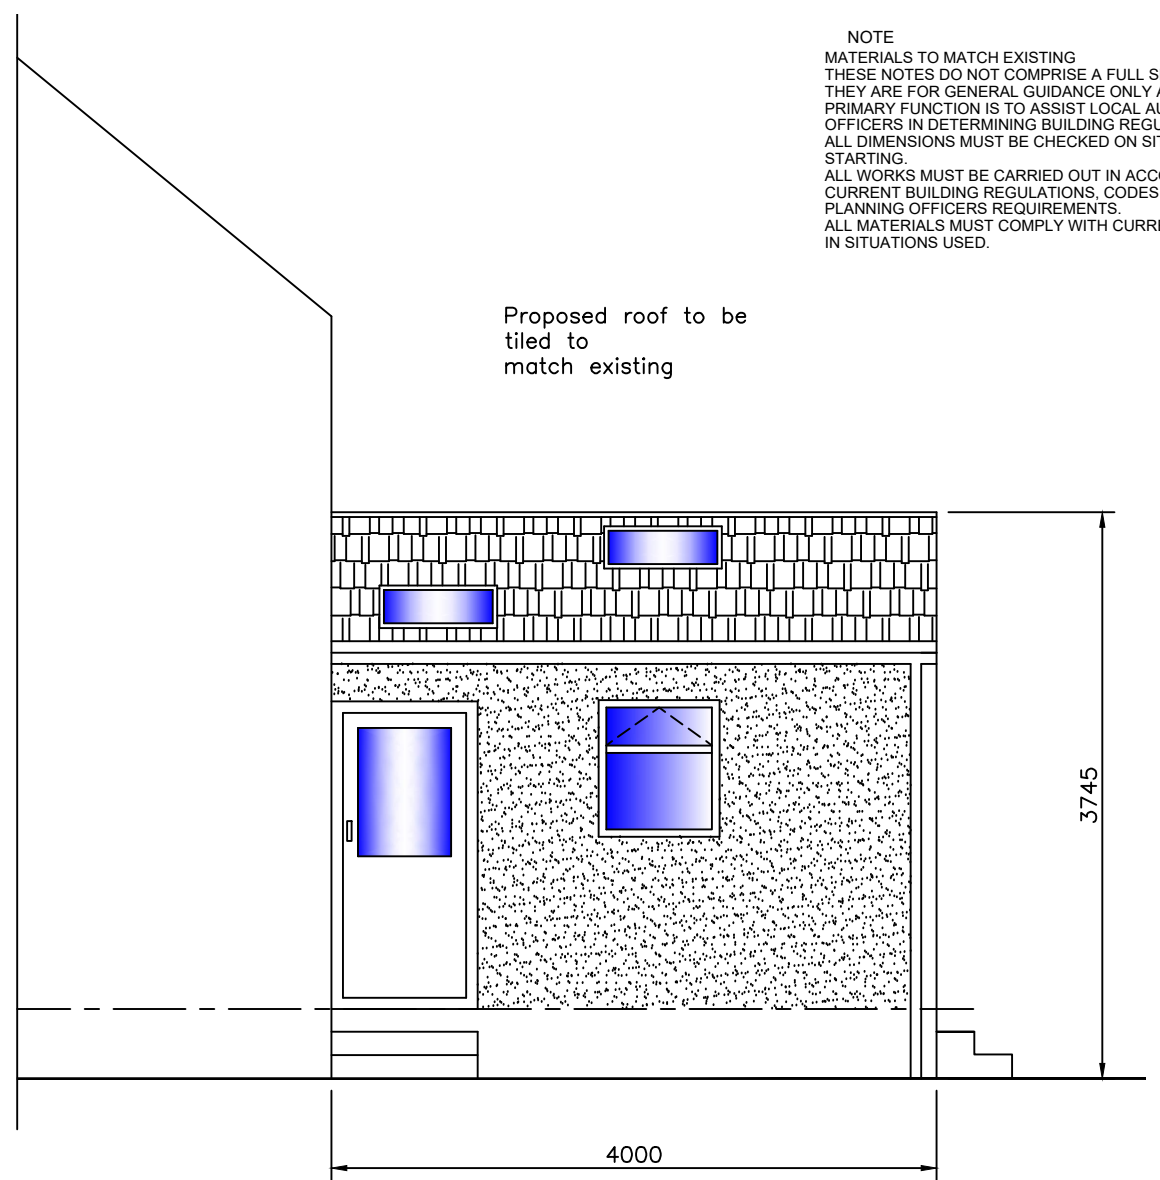 NOTE
MATERIALS TO MATCH EXISTING
THESE NOTES DO NOT COMPRISE A FULL
THEY ARE FOR GENERAL GUIDANCE ONLY
PRIMARY FUNCTION IS TO ASSIST LOCAL
OFFICERS IN DETERMINING BUILDING
ALL DIMENSIONS MUST BE CHECKED ON
STARTING.
ALL WORKS MUST BE CARRIED OUT IN
CURRENT BUILDING REGULATIONS, CODES
PLANNING OFFICERS REQUIREMENTS.
ALL MATERIALS MUST COMPLY WITH
IN SITUATIONS USED.
Proposed roof to be
tiled to
match existing
3745
4000